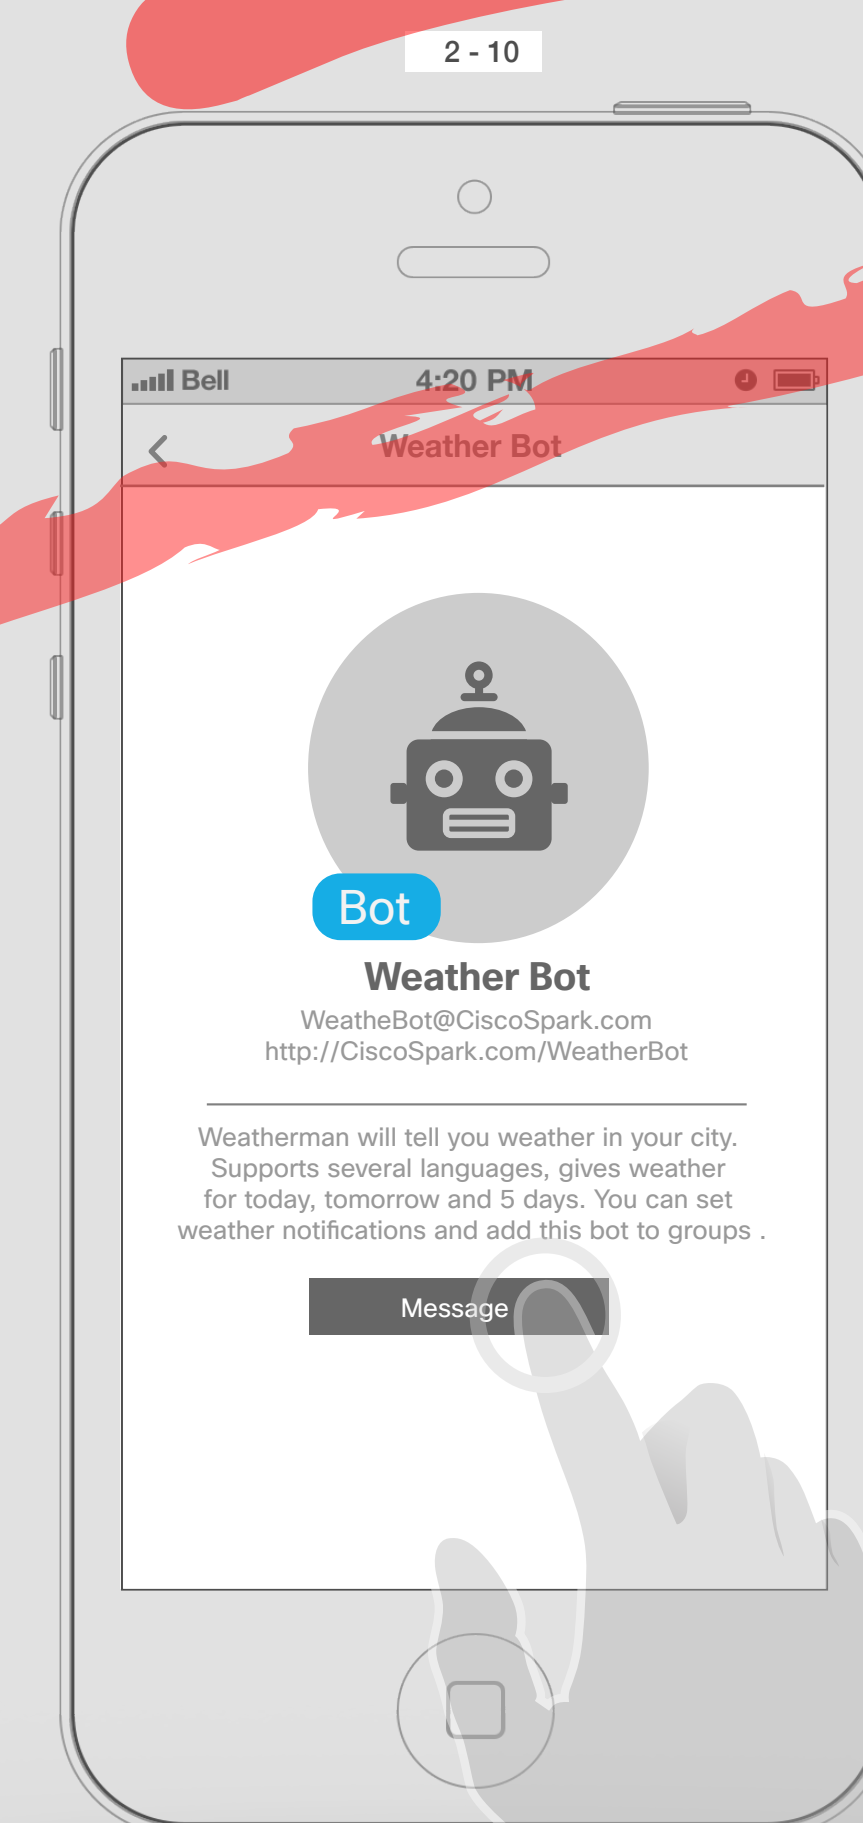 2 - 10
Bell
4:20 PM
Weather Bot
Bot
Weather Bot
WeatheBot@CiscoSpark.com
http://CiscoSpark.com/WeatherBot
Weatherman will tell you weather in your city.
Supports several languages, gives weather
for today, tomorrow and 5 days. You can set
weather notifications and add this bot to groups .
Message